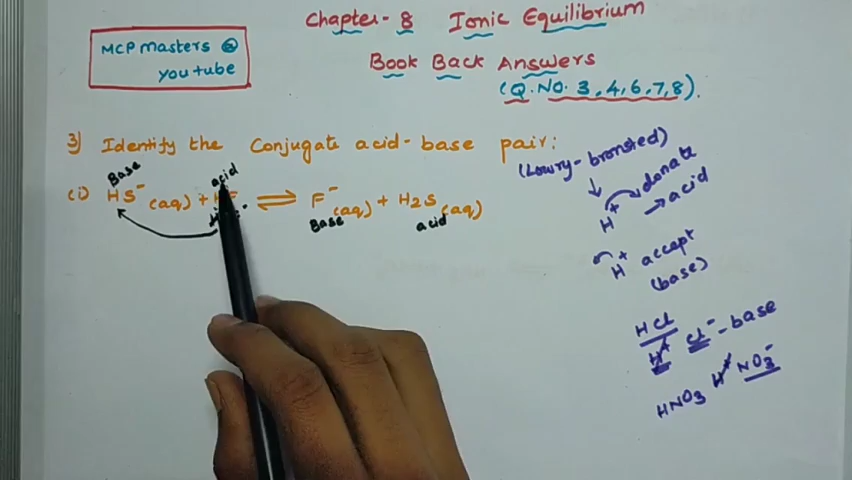 Chapter - 8 Ionic Equilibrium
MCP masters @
you tube
Book Back Answers
(Q. No. 3, 4, 6, 7, 8).
3) Identify the Conjugate acid-base pair:
(Lowry - bronsted)
Base
acid
(i) HS⁻ (aq) + HF ⇌ F⁻ (aq) + H₂S (aq)
Base
acid
H⁺ donate
→ acid
H⁺ accept
(base)
HCl
H⁺ Cl⁻ - base
HNO₃ H⁺ NO₃⁻